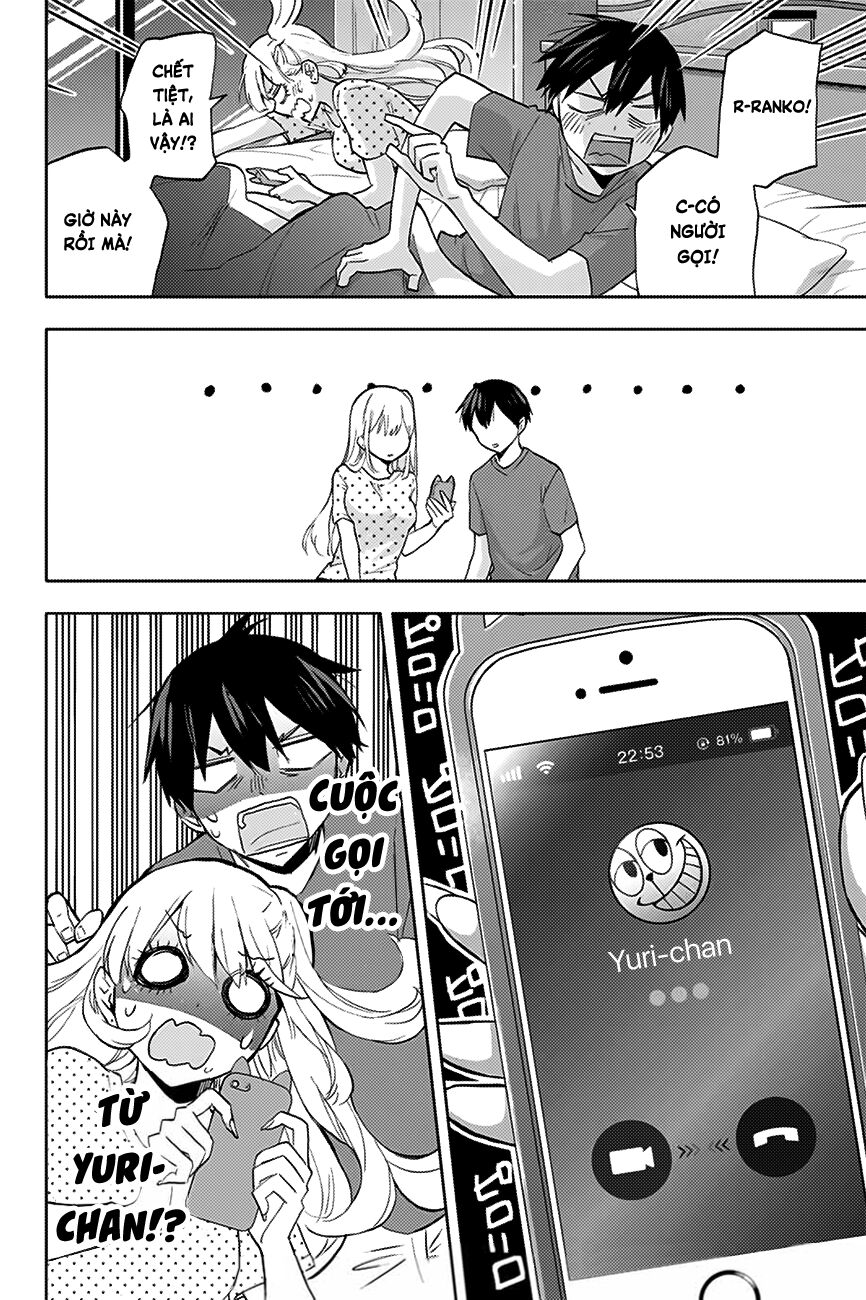 R-RANKO!
C-CÓ
NGƯỜI
GỌI!
CHẾT
TIỆT,
LÀ AI
VẬY!?
GIỜ NÀY
RỒI MÀ!
22:53
81%
Yuri-chan
CUỘC
GỌI
TỚI...
TỪ
YURI-
CHAN!?